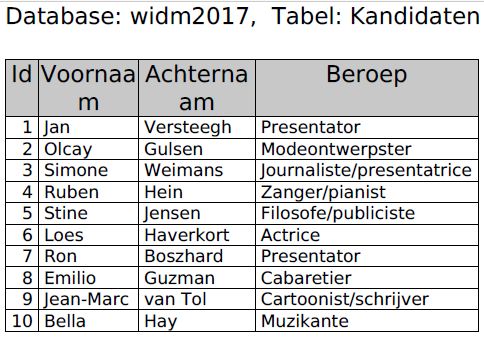 Database: widm2017, Tabel: Kandidaten
Id Voornaa Achterna Beroep
m aam
1 Jan Versteegh Presentator
2 Olcay Gulsen Modeontwerpster
3 Simone Weimans Journaliste/presentatrice
4 Ruben Hein Zanger/pianist
5 Stine Jensen Filosofe/publiciste
6 Loes Haverkort Actrice
7 Ron Boszhard Presentator
8 Emilio Guzman Cabaretier
9 Jean-Marc van Tol Cartoonist/schrijver
10 Bella Hay Muzikante